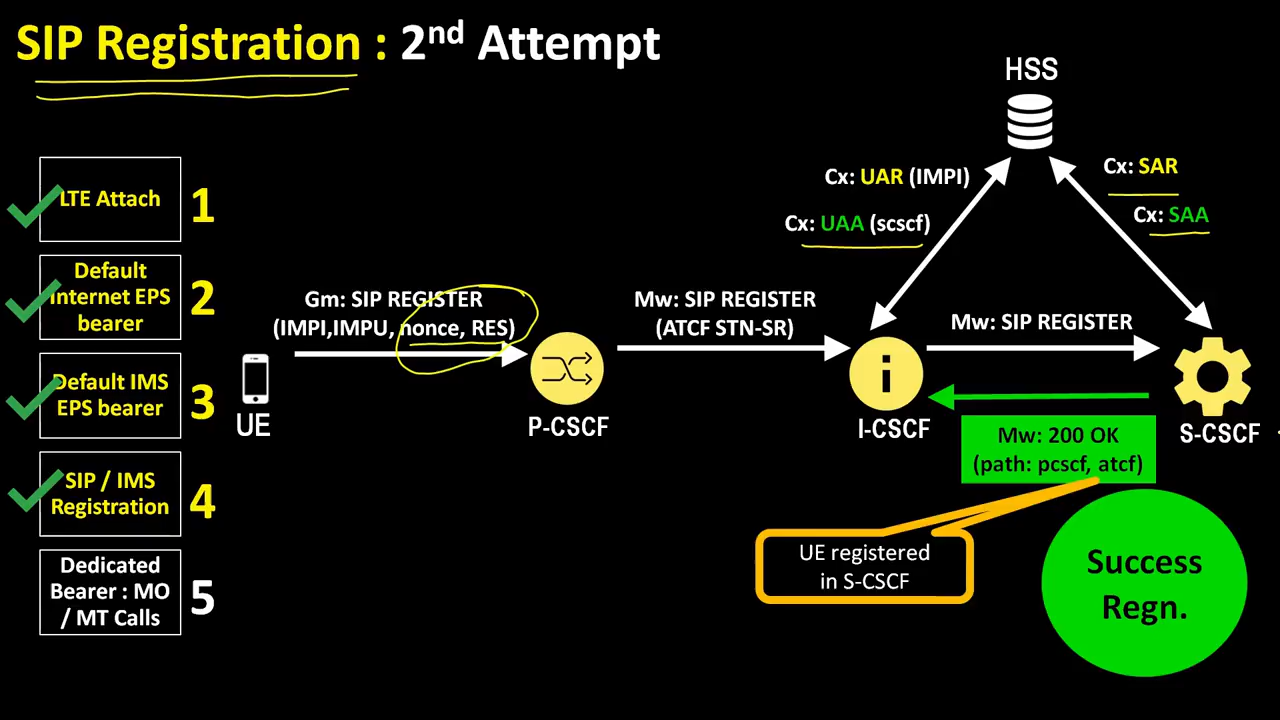 SIP Registration : 2nd Attempt
HSS
LTE Attach
1
Default
Internet EPS
bearer
2
Default IMS
EPS bearer
3
SIP / IMS
Registration
4
Dedicated
Bearer : MO
/ MT Calls
5
UE
Gm: SIP REGISTER
(IMPI,IMPU, nonce, RES)
P-CSCF
Mw: SIP REGISTER
(ATCF STN-SR)
i
I-CSCF
Cx: UAR (IMPI)
Cx: UAA (scscf)
Cx: SAR
Cx: SAA
Mw: SIP REGISTER
S-CSCF
Mw: 200 OK
(path: pcscf, atcf)
UE registered
in S-CSCF
Success
Regn.